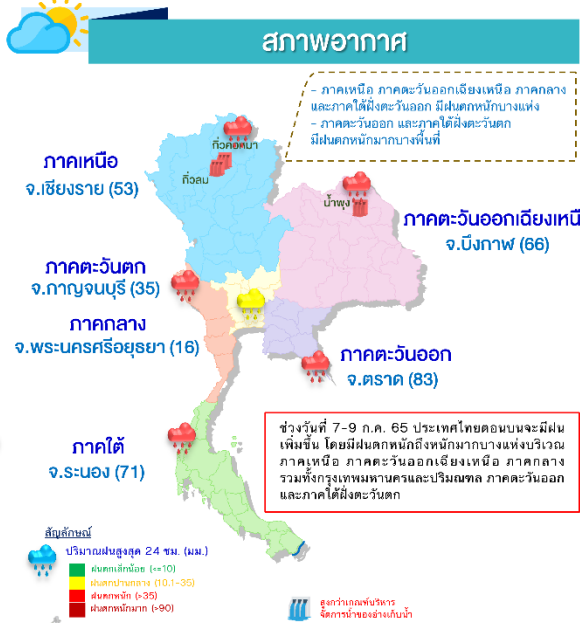 สภาพอากาศ
- ภาคเหนือ ภาคตะวันออกเฉียงเหนือ ภาคกลาง
และภาคใต้ฝั่งตะวันออก มีฝนตกหนักบางแห่ง
- ภาคตะวันออก และภาคใต้ฝั่งตะวันตก
มีฝนตกหนักมากบางพื้นที่
กิ่วคอหมา
กิ่วลม
ภาคเหนือ
จ.เชียงราย (53)
น้ำพุง
ภาคตะวันออกเฉียงเหนื
จ.บึงกาฬ (66)
ภาคตะวันตก
จ.กาญจนบุรี (35)
ภาคกลาง
จ.พระนครศรีอยุธยา (16)
ภาคตะวันออก
จ.ตราด (83)
ภาคใต้
จ.ระนอง (71)
ช่วงวันที่ 7-9 ก.ค. 65 ประเทศไทยตอนบนจะมีฝน
เพิ่มขึ้น โดยมีฝนตกหนักถึงหนักมากบางแห่งบริเวณ
ภาคเหนือ ภาคตะวันออกเฉียงเหนือ ภาคกลาง
รวมทั้งกรุงเทพมหานครและปริมณฑล ภาคตะวันออก
และภาคใต้ฝั่งตะวันตก
สัญลักษณ์
ปริมาณฝนสูงสุด 24 ชม. (มม.)
ฝนตกเล็กน้อย (<=10)
ฝนตกปานกลาง (10.1-35)
ฝนตกหนัก (>35)
ฝนตกหนักมาก (>90)
สูงกว่าเกณฑ์บริหาร
จัดการน้ำของอ่างเก็บน้ำ